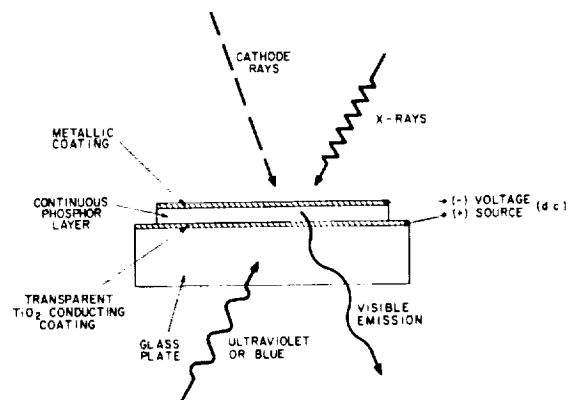 CATHODE
RAYS
X-RAYS
METALLIC
COATING
CONTINUOUS
PHOSPHOR
LAYER
(-) VOLTAGE
(+) SOURCE (dc)
TRANSPARENT
TiO2 CONDUCTING
COATING
GLASS
PLATE
ULTRAVIOLET
OR BLUE
VISIBLE
EMISSION